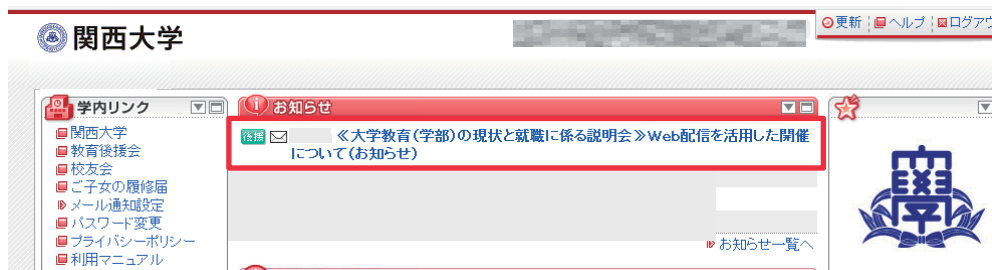 関西大学
更新
ヘルプ
ログアウ
学内リンク
関西大学
教育後援会
校友会
ご子女の履修届
メール通知設定
パスワード変更
プライバシーポリシー
利用マニュアル
お知らせ
後援 ≪大学教育(学部)の現状と就職に係る説明会≫Web配信を活用した開催
について(お知らせ)
お知らせ一覧へ